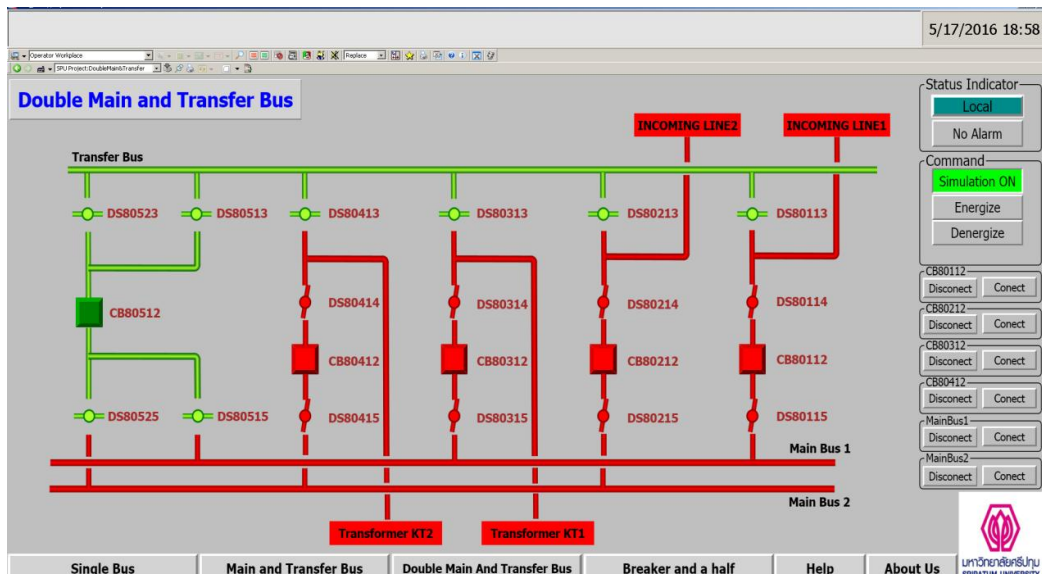 5/17/2016 18:58
Operator Workplace
Replace
SPU Project:DoubleMain&Transfer
Double Main and Transfer Bus
Status Indicator
Local
No Alarm
INCOMING LINE2
INCOMING LINE1
Transfer Bus
Command
Simulation ON
Energize
Denergize
DS80523
DS80513
DS80413
DS80313
DS80213
DS80113
CB80112
Disconect
Conect
DS80414
DS80314
DS80214
DS80114
CB80512
CB80212
Disconect
Conect
CB80312
Disconect
Conect
CB80412
CB80312
CB80212
CB80112
CB80412
Disconect
Conect
DS80525
DS80515
DS80415
DS80315
DS80215
DS80115
MainBus1
Disconect
Conect
Main Bus 1
MainBus2
Disconect
Conect
Main Bus 2
Transformer KT2
Transformer KT1
มหาวิทยาลัยศรีปทุม
SRIPATUM UNIVERSITY
Single Bus
Main and Transfer Bus
Double Main And Transfer Bus
Breaker and a half
Help
About Us